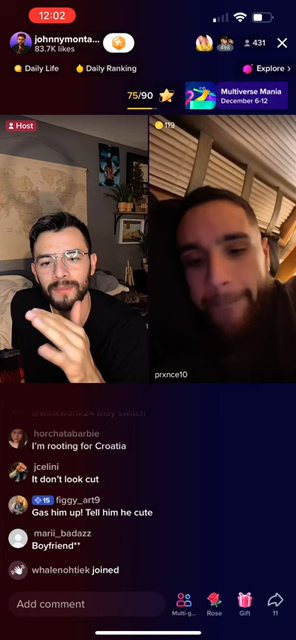 12:02
johnnymonta...
83.7K likes
431
Daily Life
Daily Ranking
Explore >
75/90
Multiverse Mania
December 6-12
Host
119
prxnce10
they switch
horchatabarbie
I'm rooting for Croatia
jcelini
It don't look cut
15 figgy_art9
Gas him up! Tell him he cute
marii_badazz
Boyfriend**
whalenohtiek joined
Add comment
Multi-g...
Rose
Gift
11